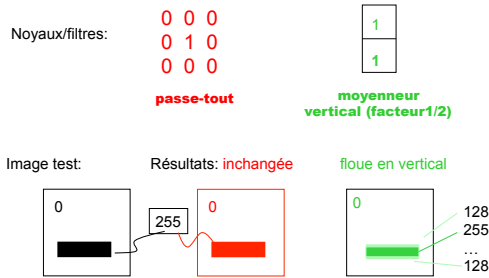 Noyaux/filtres:
0 0 0
0 1 0
0 0 0
passe-tout
1
1
moyenneur
vertical (facteur1/2)
Image test:
Résultats: inchangée
floue en vertical
0
255
0
0
128
255
...
128